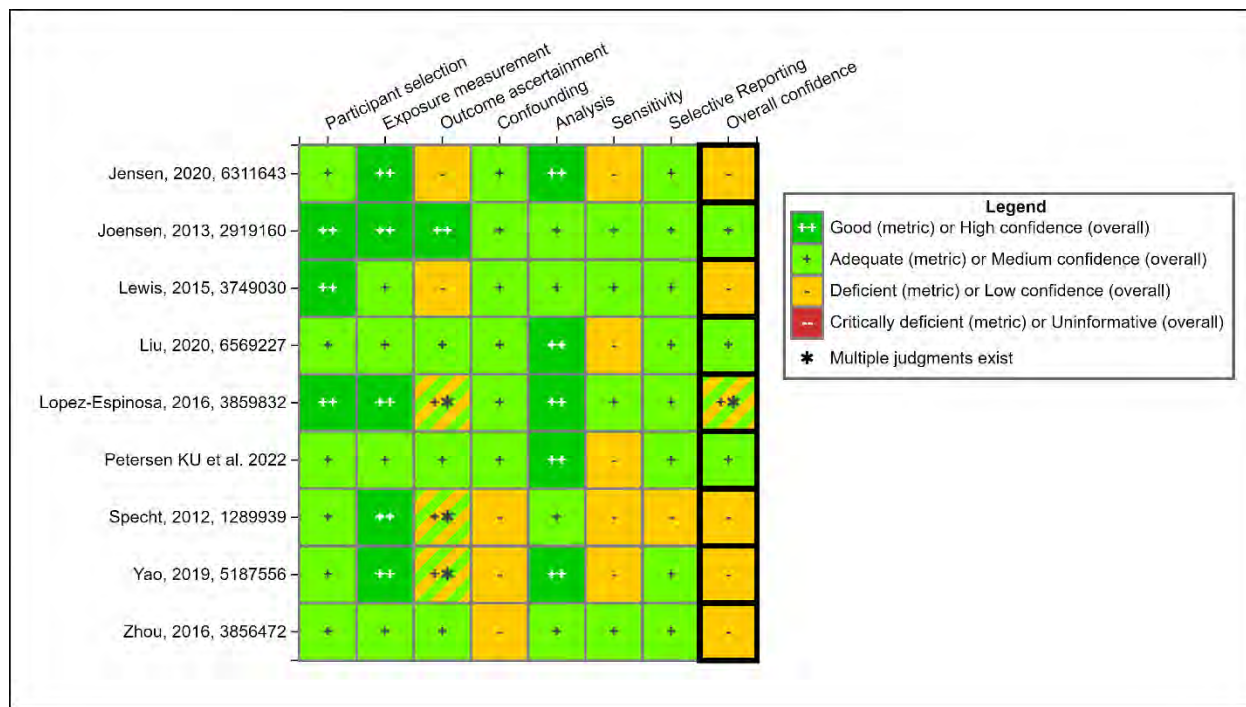 Participant selection
Exposure measurement
Outcome ascertainment
Confounding
Analysis
Sensitivity
Selective Reporting
Overall confidence
Jensen, 2020, 6311643 + ++ - + ++ - + -
Joensen, 2013, 2919160 ++ ++ ++ + + + + +
Lewis, 2015, 3749030 ++ + - + + + + -
Liu, 2020, 6569227 + + + + ++ - + +
Lopez-Espinosa, 2016, 3859832 ++ ++ +* + ++ + + +*
Petersen KU et al. 2022 + + + + ++ - + +
Specht, 2012, 1289939 + ++ +* - + - - -
Yao, 2019, 5187556 + ++ +* - ++ - + -
Zhou, 2016, 3856472 + + + - + + + -
Legend
++ Good (metric) or High confidence (overall)
+ Adequate (metric) or Medium confidence (overall)
- Deficient (metric) or Low confidence (overall)
-- Critically deficient (metric) or Uninformative (overall)
* Multiple judgments exist